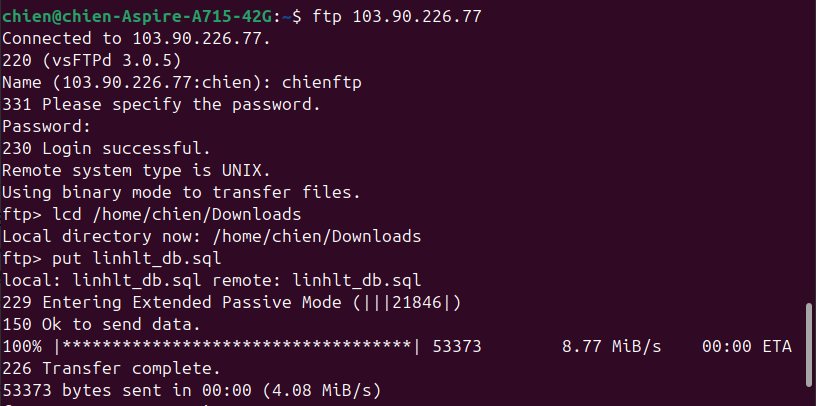 chien@chien-Aspire-A715-42G:~$ ftp 103.90.226.77
Connected to 103.90.226.77.
220 (vsFTPd 3.0.5)
Name (103.90.226.77:chien): chienftp
331 Please specify the password.
Password:
230 Login successful.
Remote system type is UNIX.
Using binary mode to transfer files.
ftp> lcd /home/chien/Downloads
Local directory now: /home/chien/Downloads
ftp> put linhlt_db.sql
local: linhlt_db.sql remote: linhlt_db.sql
229 Entering Extended Passive Mode (|||21846|)
150 Ok to send data.
100% |***********************************| 53373        8.77 MiB/s    00:00 ETA
226 Transfer complete.
53373 bytes sent in 00:00 (4.08 MiB/s)